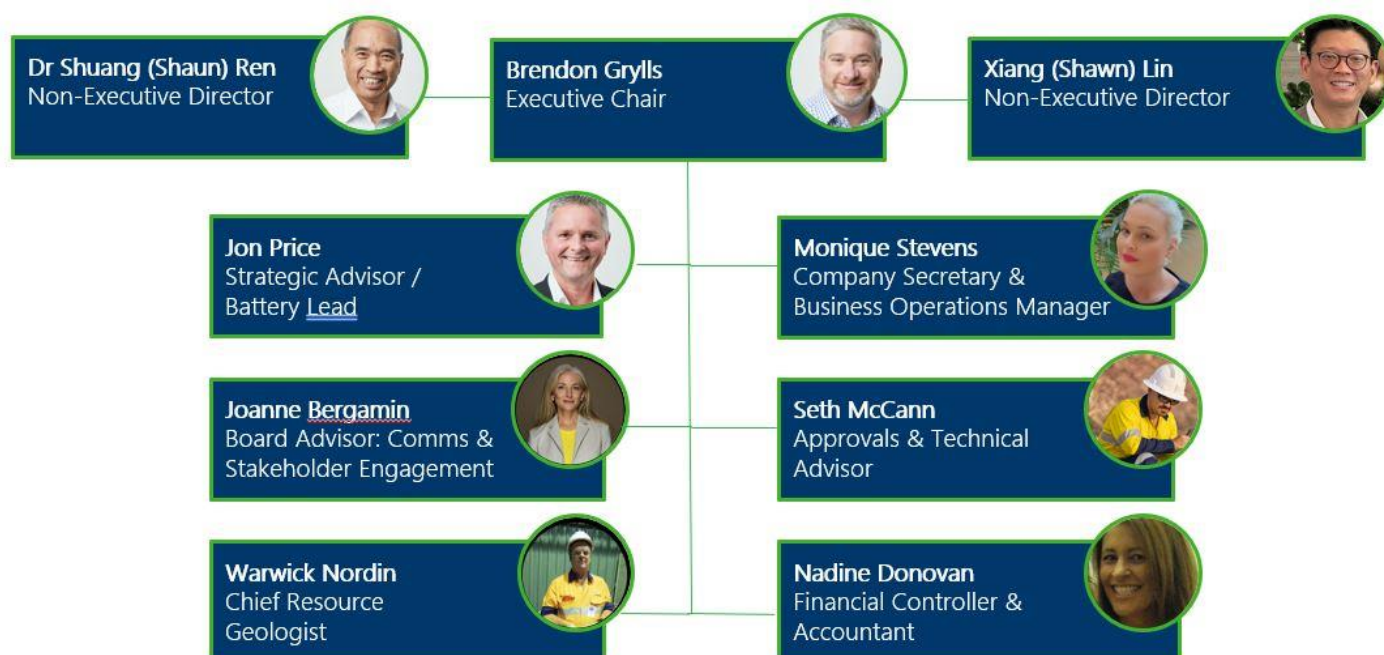 Dr Shuang (Shaun) Ren
Non-Executive Director
Brendon Grylls
Executive Chair
Xiang (Shawn) Lin
Non-Executive Director
Jon Price
Strategic Advisor /
Battery Lead
Monique Stevens
Company Secretary &
Business Operations Manager
Joanne Bergamin
Board Advisor: Comms &
Stakeholder Engagement
Seth McCann
Approvals & Technical
Advisor
Warwick Nordin
Chief Resource
Geologist
Nadine Donovan
Financial Controller &
Accountant